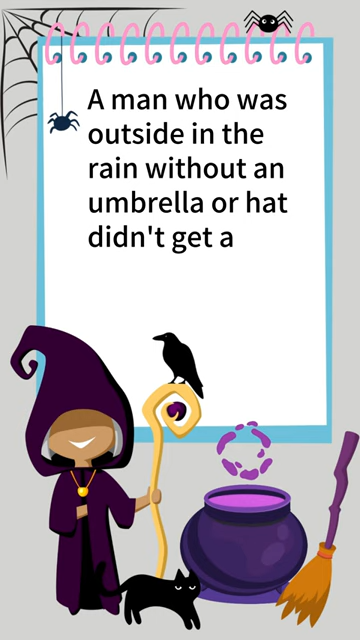 A man who was
outside in the
rain without an
umbrella or hat
didn't get a